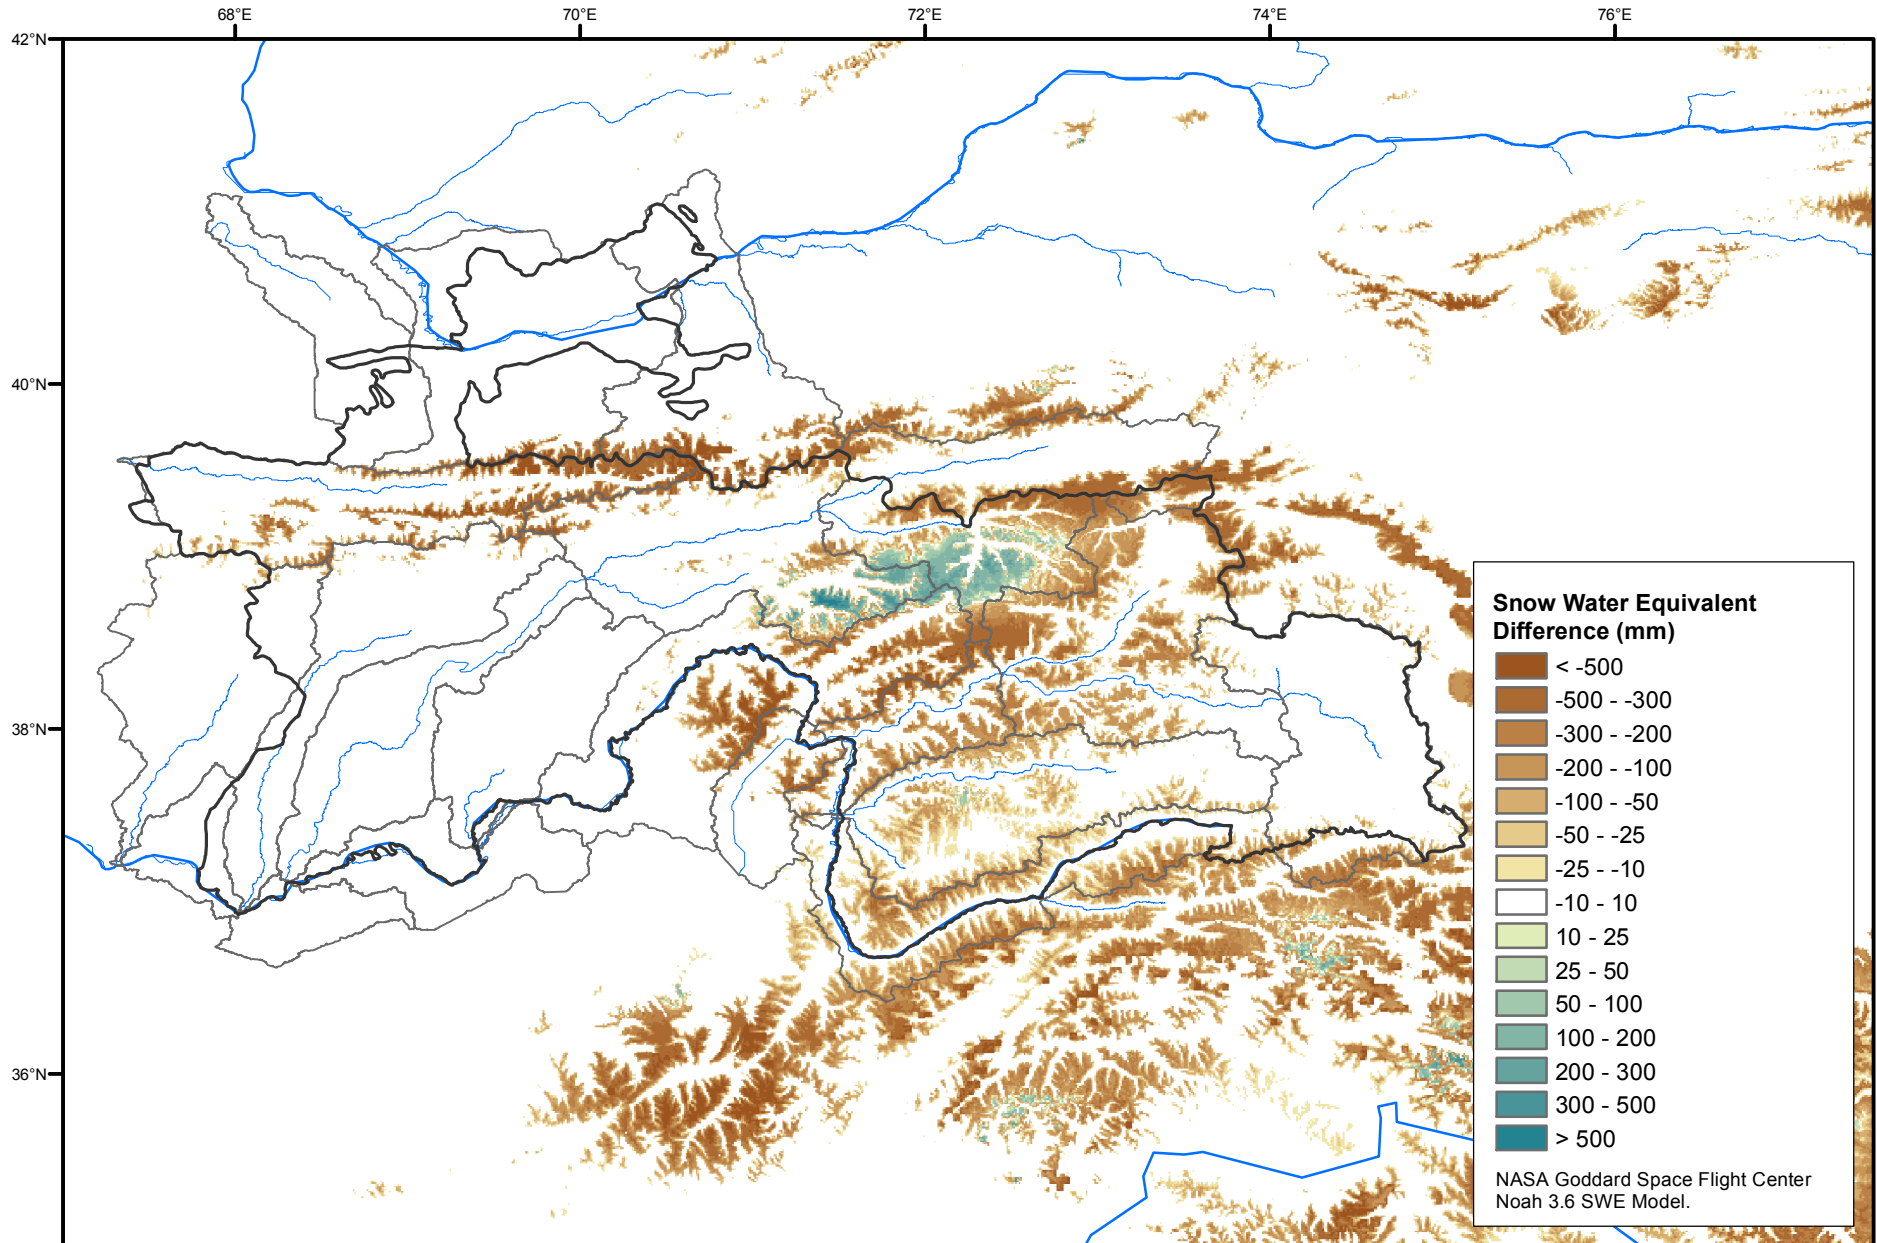 68°E
70°E
72°E
74°E
76°E
42°N
40°N
38°N
36°N
Snow Water Equivalent
Difference (mm)
< -500
-500 - -300
-300 - -200
-200 - -100
-100 - -50
-50 - -25
-25 - -10
-10 - 10
10 - 25
25 - 50
50 - 100
100 - 200
200 - 300
300 - 500
> 500
NASA Goddard Space Flight Center
Noah 3.6 SWE Model.